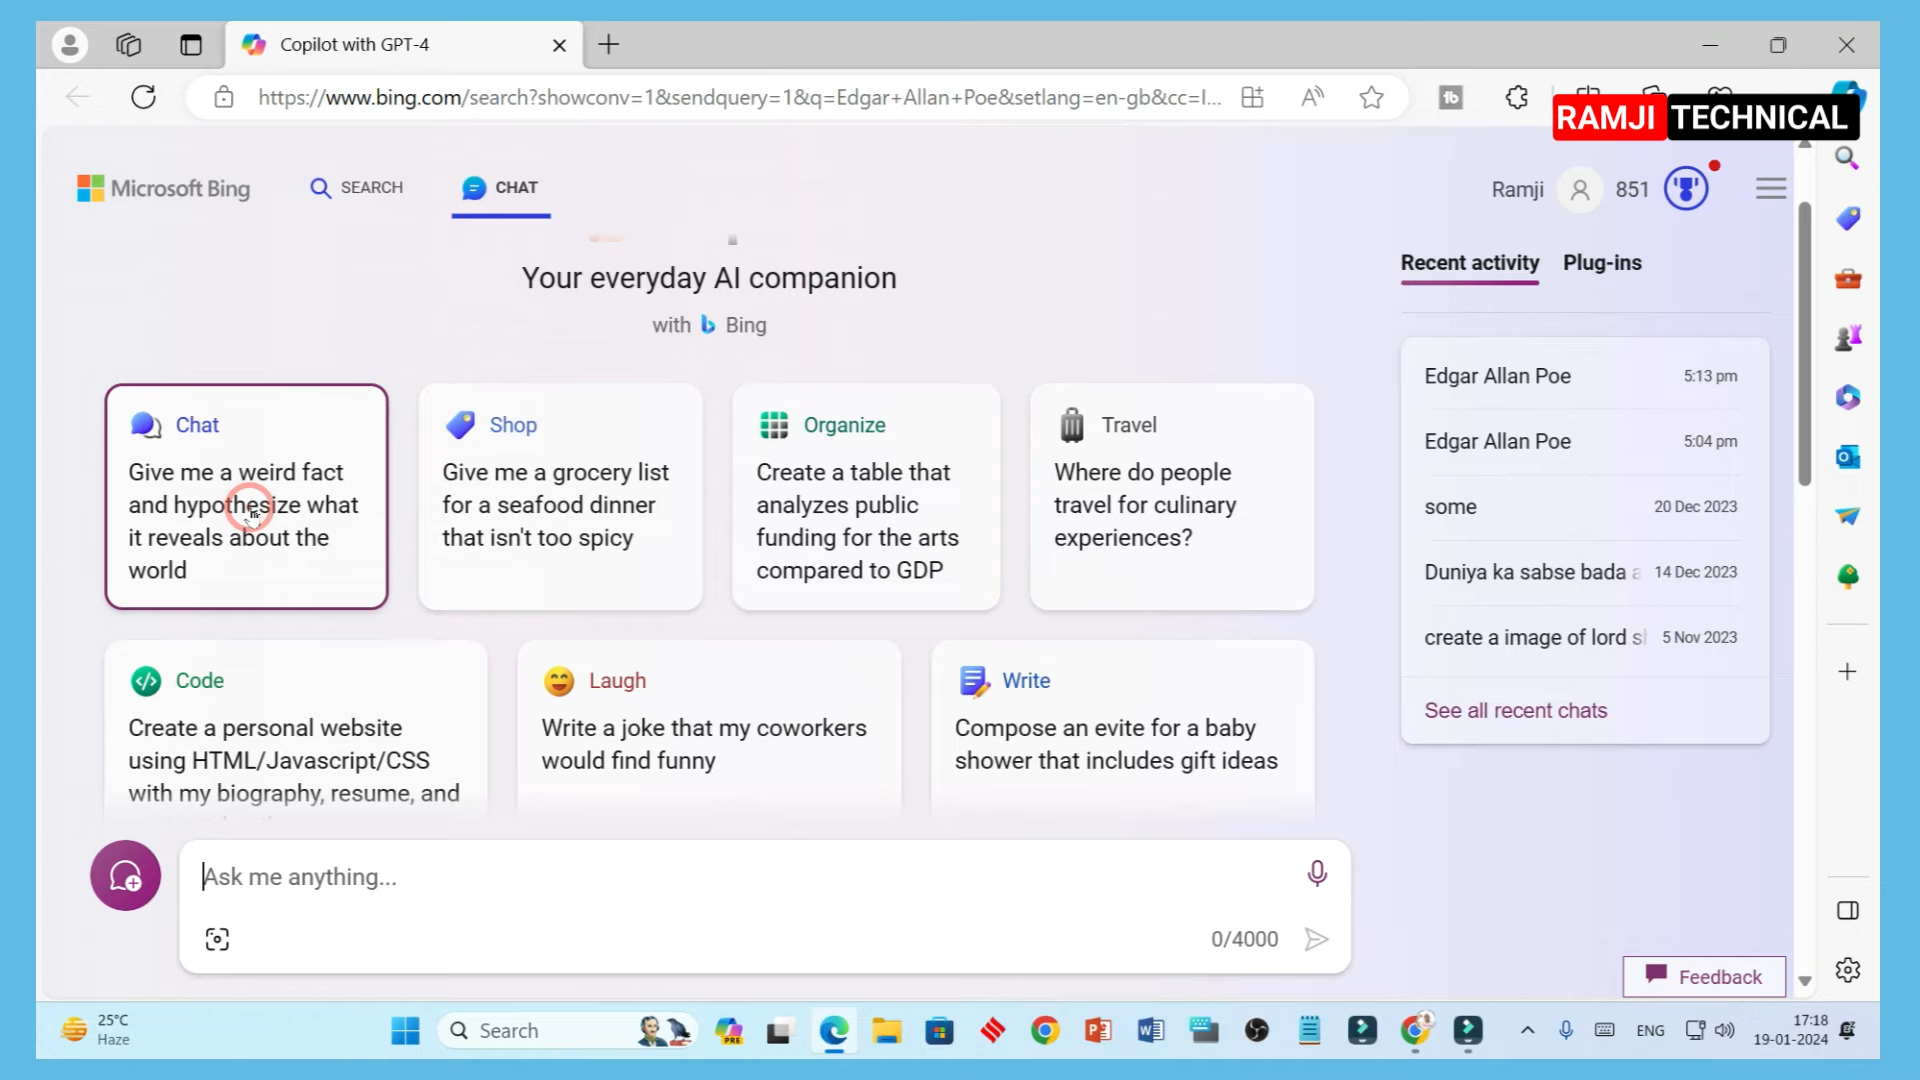 Copilot with GPT-4
https://www.bing.com/search?showconv=1&sendquery=1&q=Edgar+Allan+Poe&setlang=en-gb&cc=I...
RAMJI TECHNICAL
Microsoft Bing
SEARCH
CHAT
Ramji
851
Your everyday AI companion
with Bing
Recent activity
Plug-ins
Chat
Give me a weird fact
and hypothesize what
it reveals about the
world
Shop
Give me a grocery list
for a seafood dinner
that isn't too spicy
Organize
Create a table that
analyzes public
funding for the arts
compared to GDP
Travel
Where do people
travel for culinary
experiences?
Edgar Allan Poe 5:13 pm
Edgar Allan Poe 5:04 pm
some 20 Dec 2023
Duniya ka sabse bada a 14 Dec 2023
create a image of lord s 5 Nov 2023
See all recent chats
Code
Create a personal website
using HTML/Javascript/CSS
with my biography, resume, and
Laugh
Write a joke that my coworkers
would find funny
Write
Compose an evite for a baby
shower that includes gift ideas
Ask me anything...
0/4000
Feedback
25°C
Haze
Search
PRE
ENG
17:18
19-01-2024